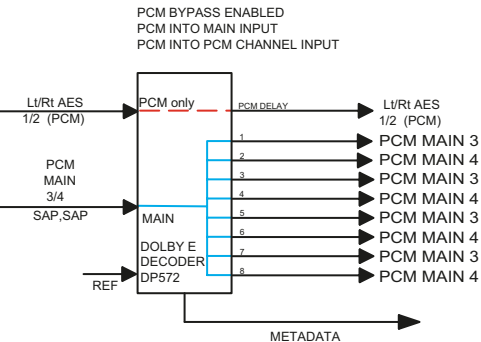 PCM BYPASS ENABLED
PCM INTO MAIN INPUT
PCM INTO PCM CHANNEL INPUT
Lt/Rt AES
1/2 (PCM)
PCM only
PCM DELAY
Lt/Rt AES
1/2 (PCM)
1
PCM MAIN 3
2
PCM MAIN 4
3
PCM MAIN 3
4
PCM MAIN 4
5
PCM MAIN 3
6
PCM MAIN 4
7
PCM MAIN 3
8
PCM MAIN 4
PCM
MAIN
3/4
SAP,SAP
MAIN
DOLBY E
DECODER
DP572
REF
METADATA